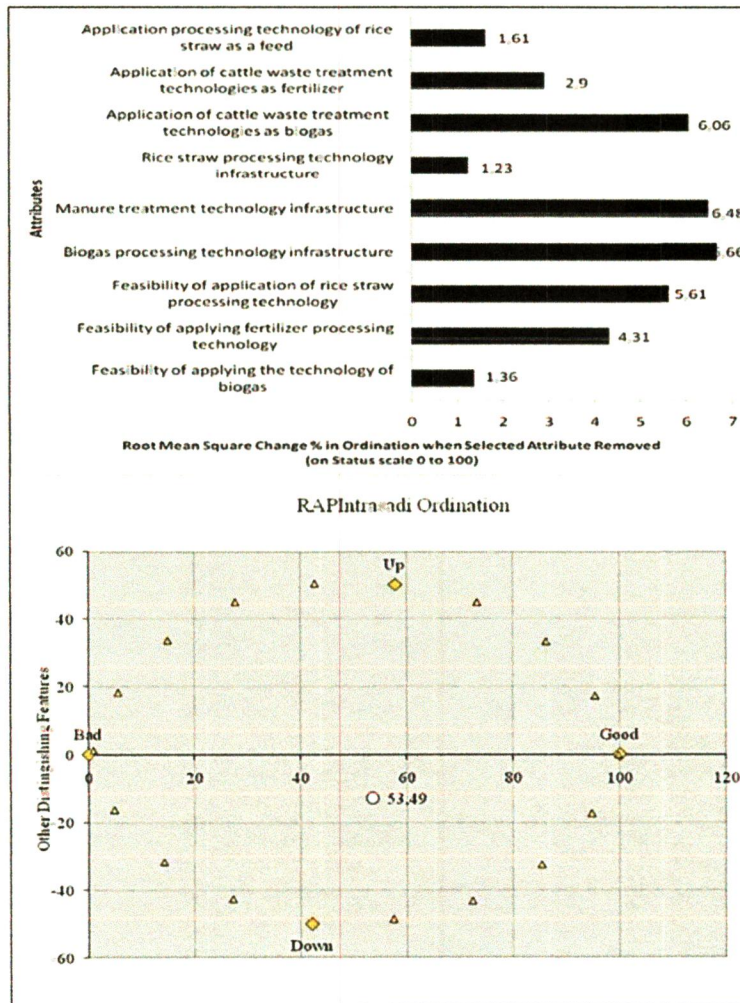 Application processing technology of rice
straw as a feed
1,61
Application of cattle waste treatment
technologies as fertilizer
2,9
Application of cattle waste treatment
technologies as biogas
6,06
Rice straw processing technology
infrastructure
1,23
Manure treatment technology infrastructure
6,48
Biogas processing technology infrastructure
,66
Feasibility of application of rice straw
processing technology
5,61
Feasibility of applying fertilizer processing
technology
4,31
Feasibility of applying the technology of
biogas
1,36
Attributes
0 1 2 3 4 5 6 7
Root Mean Square Change % in Ordination when Selected Attribute Removed
(on Status scale 0 to 100)
RAPIntrasadi Ordination
Other Distinguishing Features
60
40
20
0
-20
-40
-60
Up
Bad
Good
0 20 40 60 80 100 120
53,49
Down